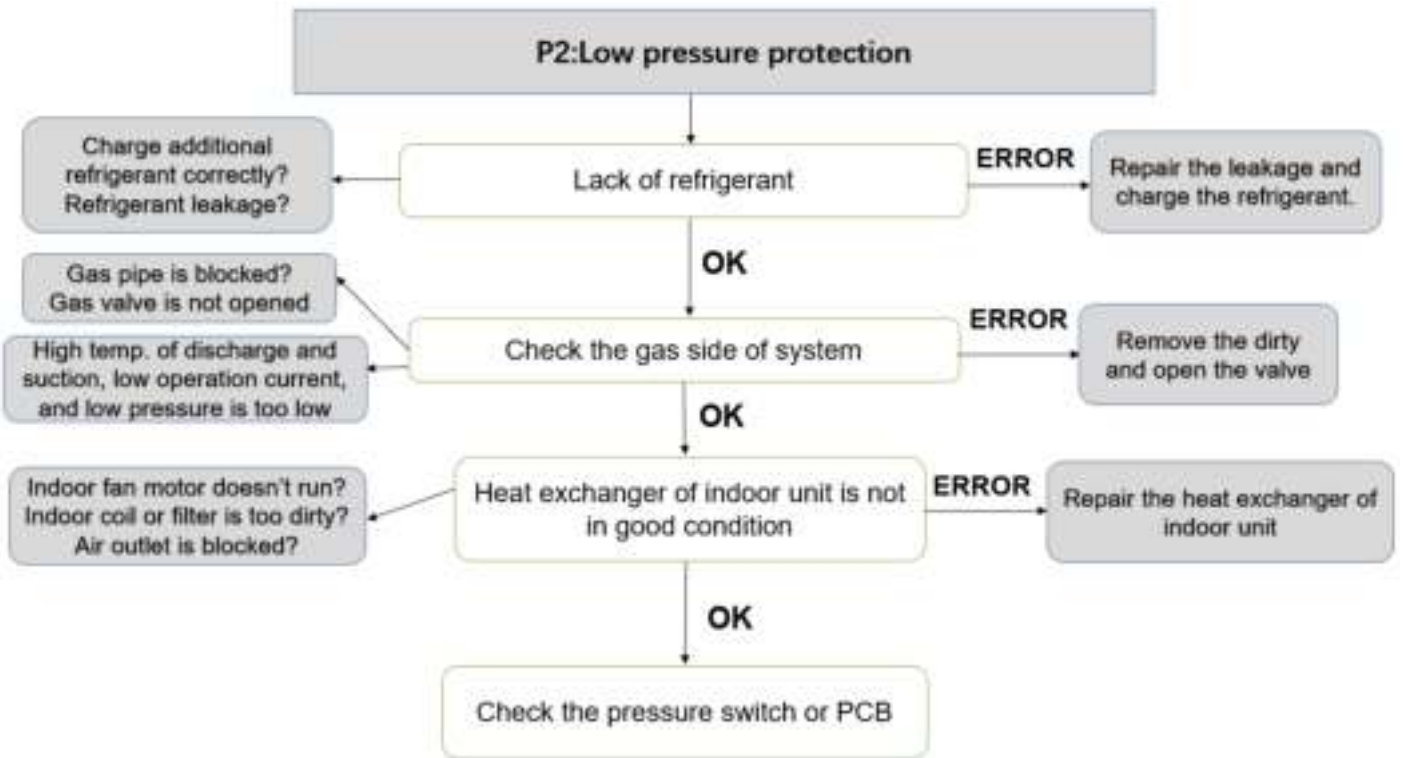 P2:Low pressure protection
Charge additional
refrigerant correctly?
Refrigerant leakage?
Lack of refrigerant
ERROR
Repair the leakage and
charge the refrigerant.
OK
Gas pipe is blocked?
Gas valve is not opened
High temp. of discharge and
suction, low operation current,
and low pressure is too low
Check the gas side of system
ERROR
Remove the dirty
and open the valve
OK
Indoor fan motor doesn't run?
Indoor coil or filter is too dirty?
Air outlet is blocked?
Heat exchanger of indoor unit is not
in good condition
ERROR
Repair the heat exchanger of
indoor unit
OK
Check the pressure switch or PCB